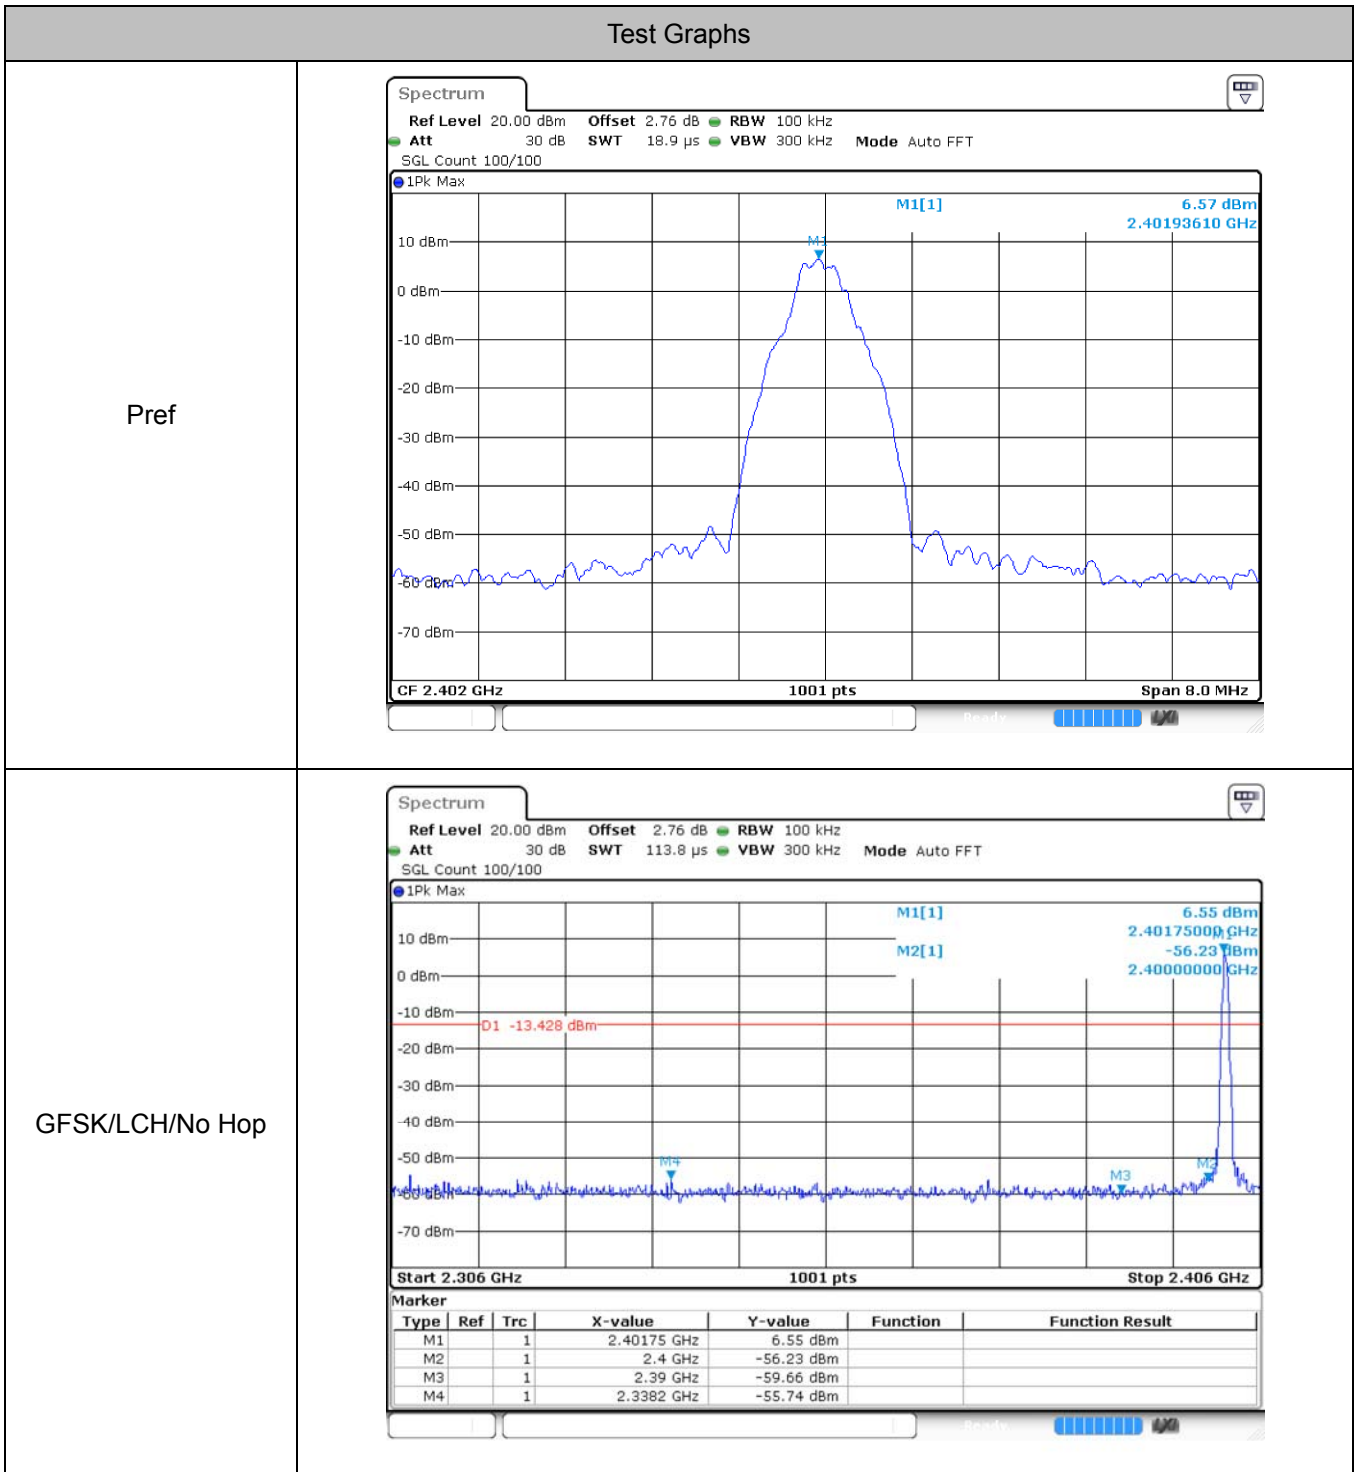 Test Graphs
Pref
Spectrum
Ref Level 20.00 dBm Offset 2.76 dB RBW 100 kHz
Att 30 dB SWT 18.9 µs VBW 300 kHz Mode Auto FFT
SGL Count 100/100
1Pk Max
M1[1] 6.57 dBm
2.40193610 GHz
M1
10 dBm
0 dBm
-10 dBm
-20 dBm
-30 dBm
-40 dBm
-50 dBm
-60 dBm
-70 dBm
CF 2.402 GHz 1001 pts Span 8.0 MHz
Ready
GFSK/LCH/No Hop
Spectrum
Ref Level 20.00 dBm Offset 2.76 dB RBW 100 kHz
Att 30 dB SWT 113.8 µs VBW 300 kHz Mode Auto FFT
SGL Count 100/100
1Pk Max
M1[1] 6.55 dBm
2.40175000 GHz
M1
M2[1] -56.23 dBm
2.40000000 GHz
10 dBm
0 dBm
-10 dBm
D1 -13.428 dBm
-20 dBm
-30 dBm
-40 dBm
-50 dBm
M4 M3 M2
-60 dBm
-70 dBm
Start 2.306 GHz 1001 pts Stop 2.406 GHz
Marker
Type Ref Trc X-value Y-value Function Function Result
M1 1 2.40175 GHz 6.55 dBm
M2 1 2.4 GHz -56.23 dBm
M3 1 2.39 GHz -59.66 dBm
M4 1 2.3382 GHz -55.74 dBm
Ready